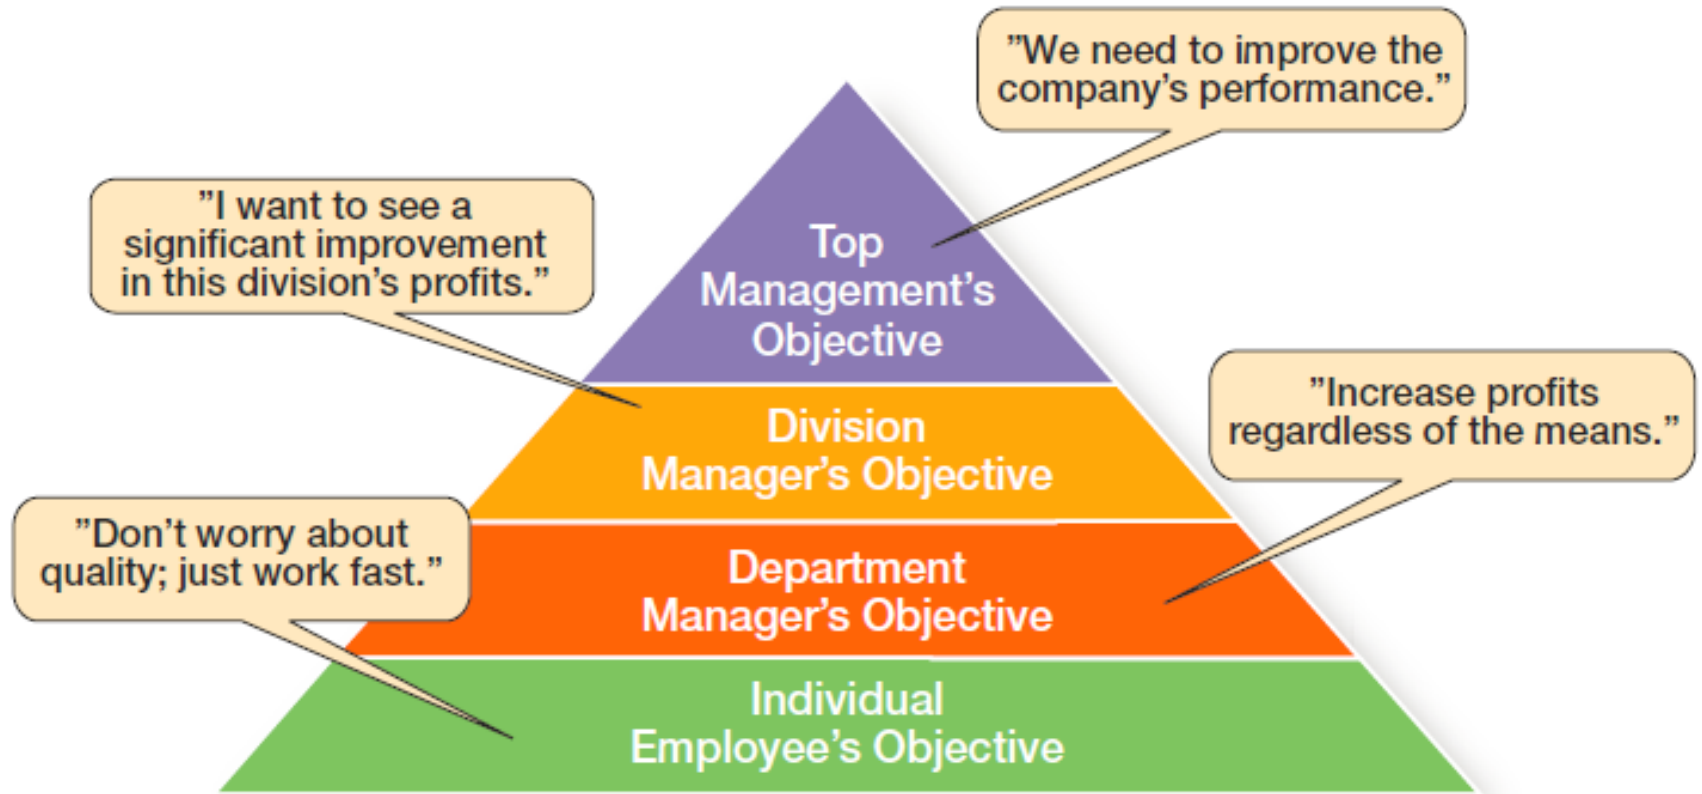 ”We need to improve the
company’s performance.”
”I want to see a
significant improvement
in this division’s profits.”
Top
Management’s
Objective
”Increase profits
regardless of the means.”
Division
Manager’s Objective
”Don’t worry about
quality; just work fast.”
Department
Manager’s Objective
Individual
Employee’s Objective